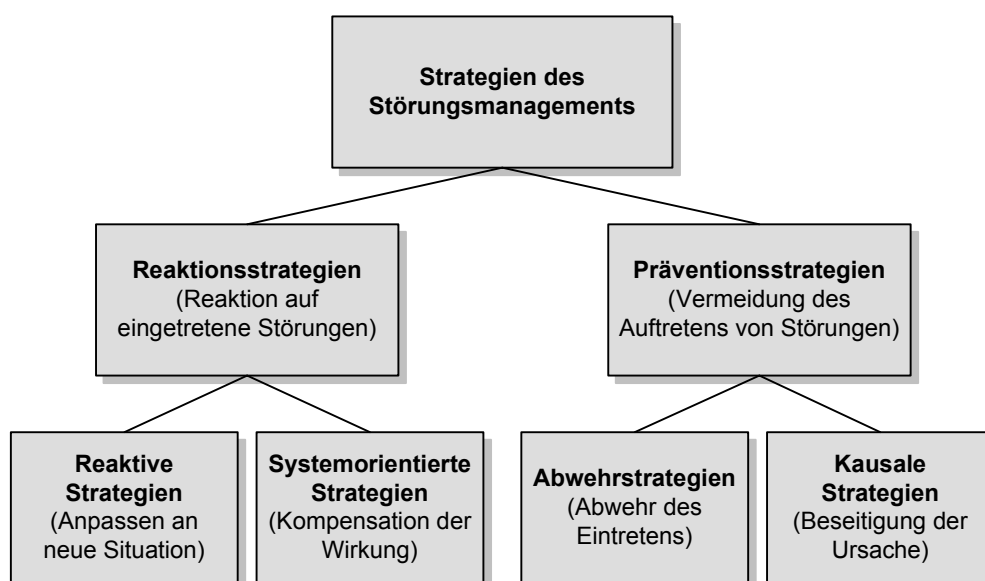 Strategien des
Störungsmanagements
Reaktionsstrategien
(Reaktion auf
eingetretene Störungen)
Präventionsstrategien
(Vermeidung des
Auftretens von Störungen)
Reaktive
Strategien
(Anpassen an
neue Situation)
Systemorientierte
Strategien
(Kompensation der
Wirkung)
Abwehrstrategien
(Abwehr des
Eintretens)
Kausale
Strategien
(Beseitigung der
Ursache)